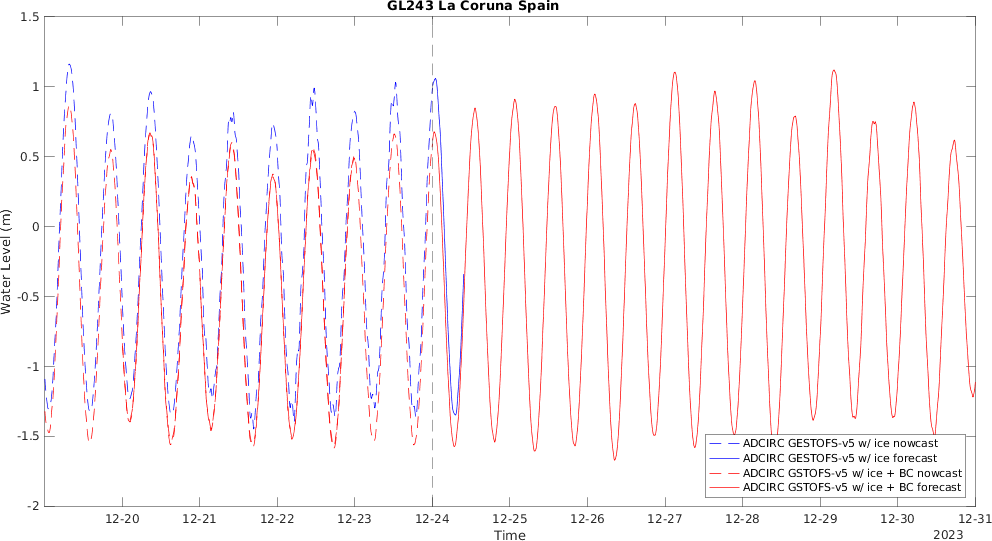 GL243 La Coruna Spain
1.5
1
0.5
0
-0.5
-1
-1.5
-2
Water Level (m)
ADCIRC GESTOFS-v5 w/ ice nowcast
ADCIRC GESTOFS-v5 w/ ice forecast
ADCIRC GSTOFS-v5 w/ ice + BC nowcast
ADCIRC GSTOFS-v5 w/ ice + BC forecast
12-20 12-21 12-22 12-23 12-24 12-25 12-26 12-27 12-28 12-29 12-30 12-31
Time
2023